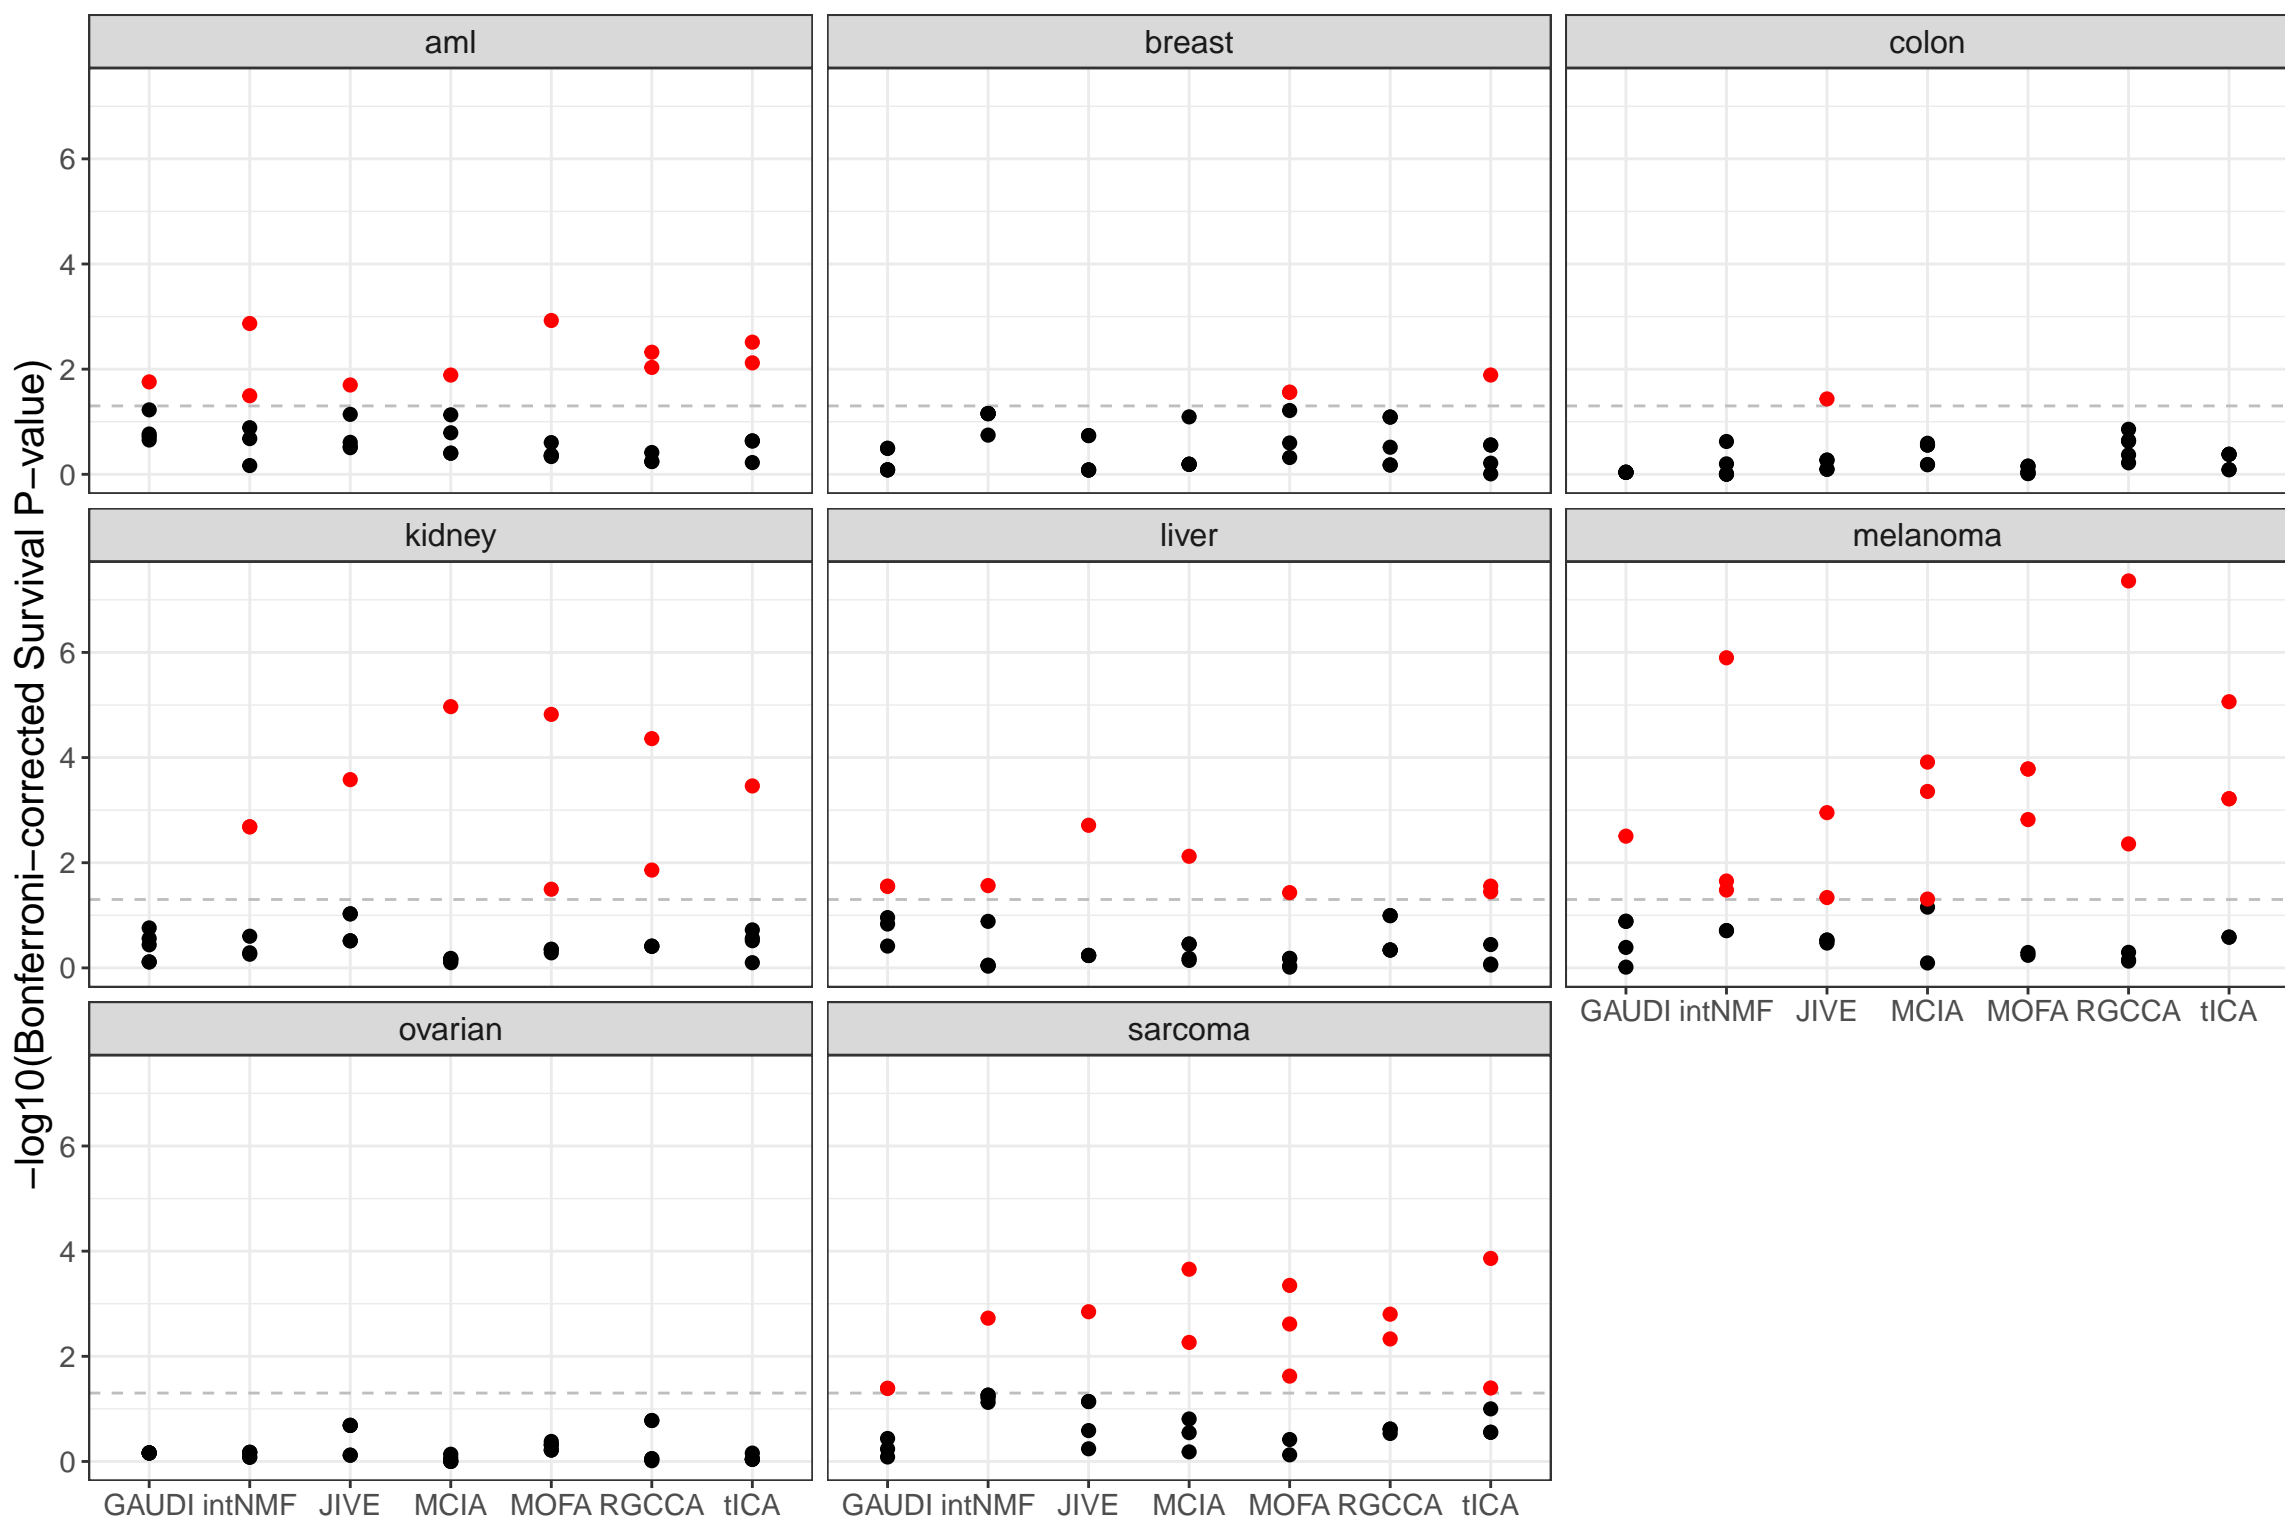 aml
breast
colon
6
4
2
0
kidney
liver
melanoma
6
4
2
0
GAUDI intNMF JIVE MCIA MOFA RGCCA tICA
ovarian
sarcoma
6
4
2
0
GAUDI intNMF JIVE MCIA MOFA RGCCA tICA
GAUDI intNMF JIVE MCIA MOFA RGCCA tICA
−log10(Bonferroni−corrected Survival P−value)